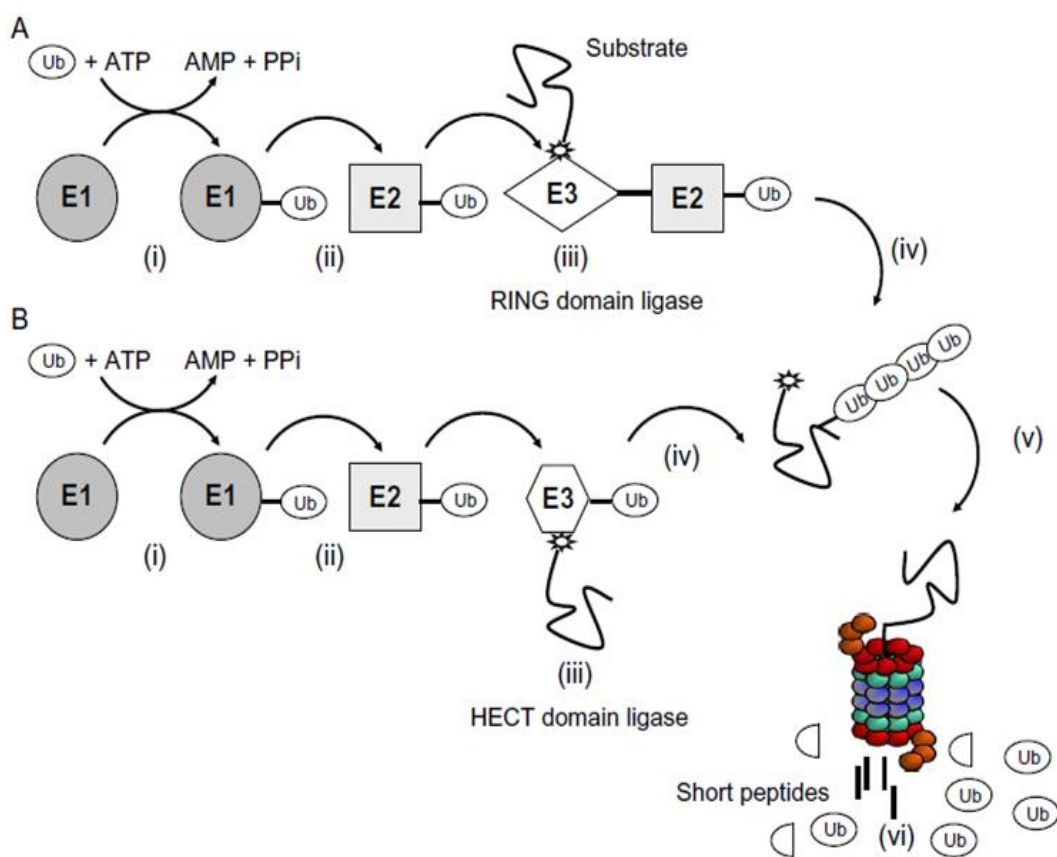 A
Ub + ATP AMP + PPi
Substrate
E1 E1 Ub E2 Ub E3 E2 Ub
(i) (ii) (iii) (iv)
RING domain ligase
B
Ub + ATP AMP + PPi
Ub Ub Ub Ub
E1 E1 Ub E2 Ub E3 Ub
(iv) (v)
(i) (ii)
(iii)
HECT domain ligase
Short peptides
Ub
Ub
Ub
Ub (vi) Ub